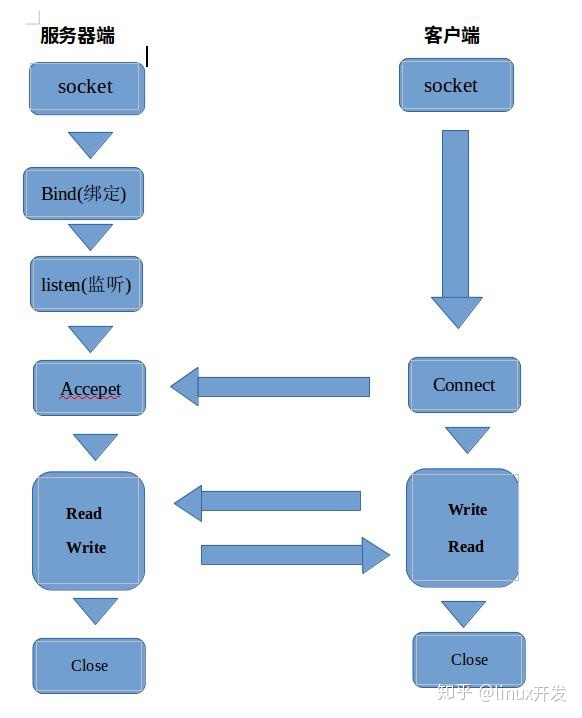 服务器端
客户端
socket
socket
Bind(绑定)
listen(监听)
Accepet
Connect
Read
Write
Write
Read
Close
Close
知乎 @linux开发